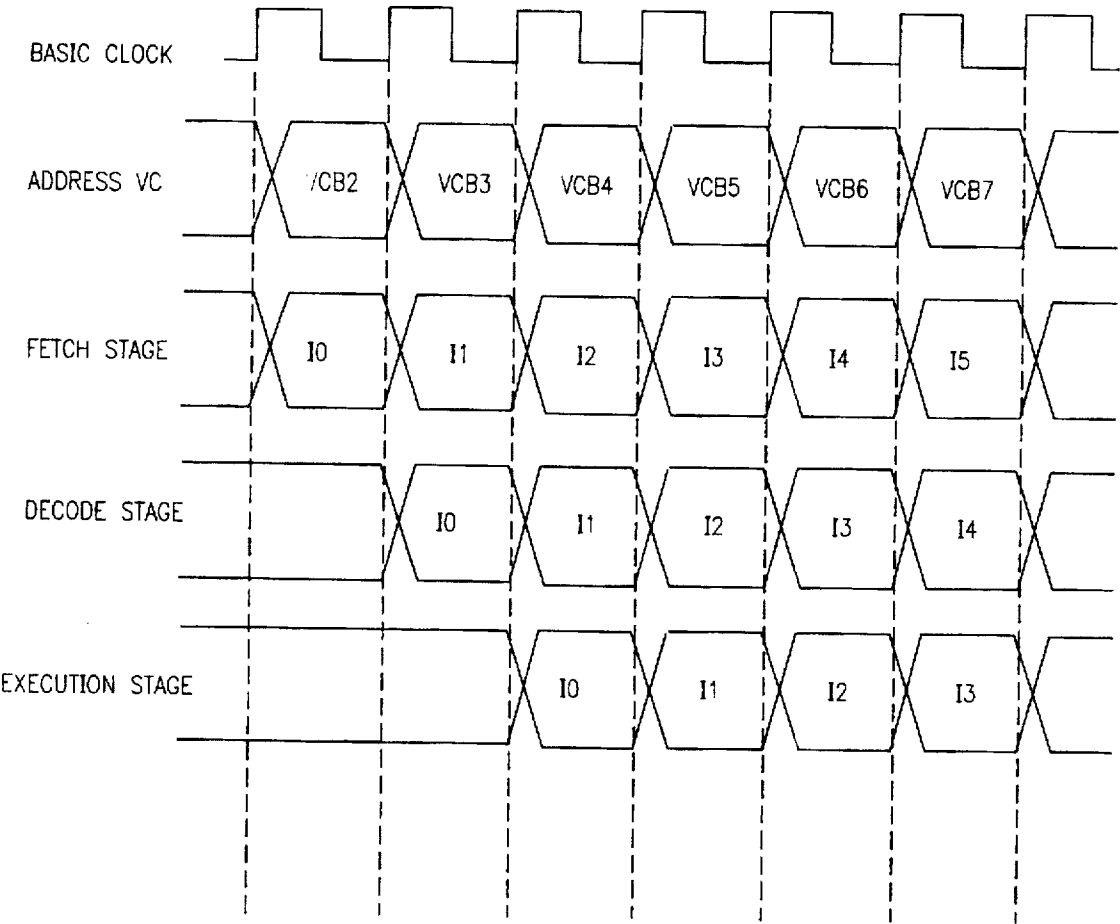 BASIC CLOCK
ADDRESS VC VCB2 VCB3 VCB4 VCB5 VCB6 VCB7
FETCH STAGE I0 I1 I2 I3 I4 I5
DECODE STAGE I0 I1 I2 I3 I4
EXECUTION STAGE I0 I1 I2 I3